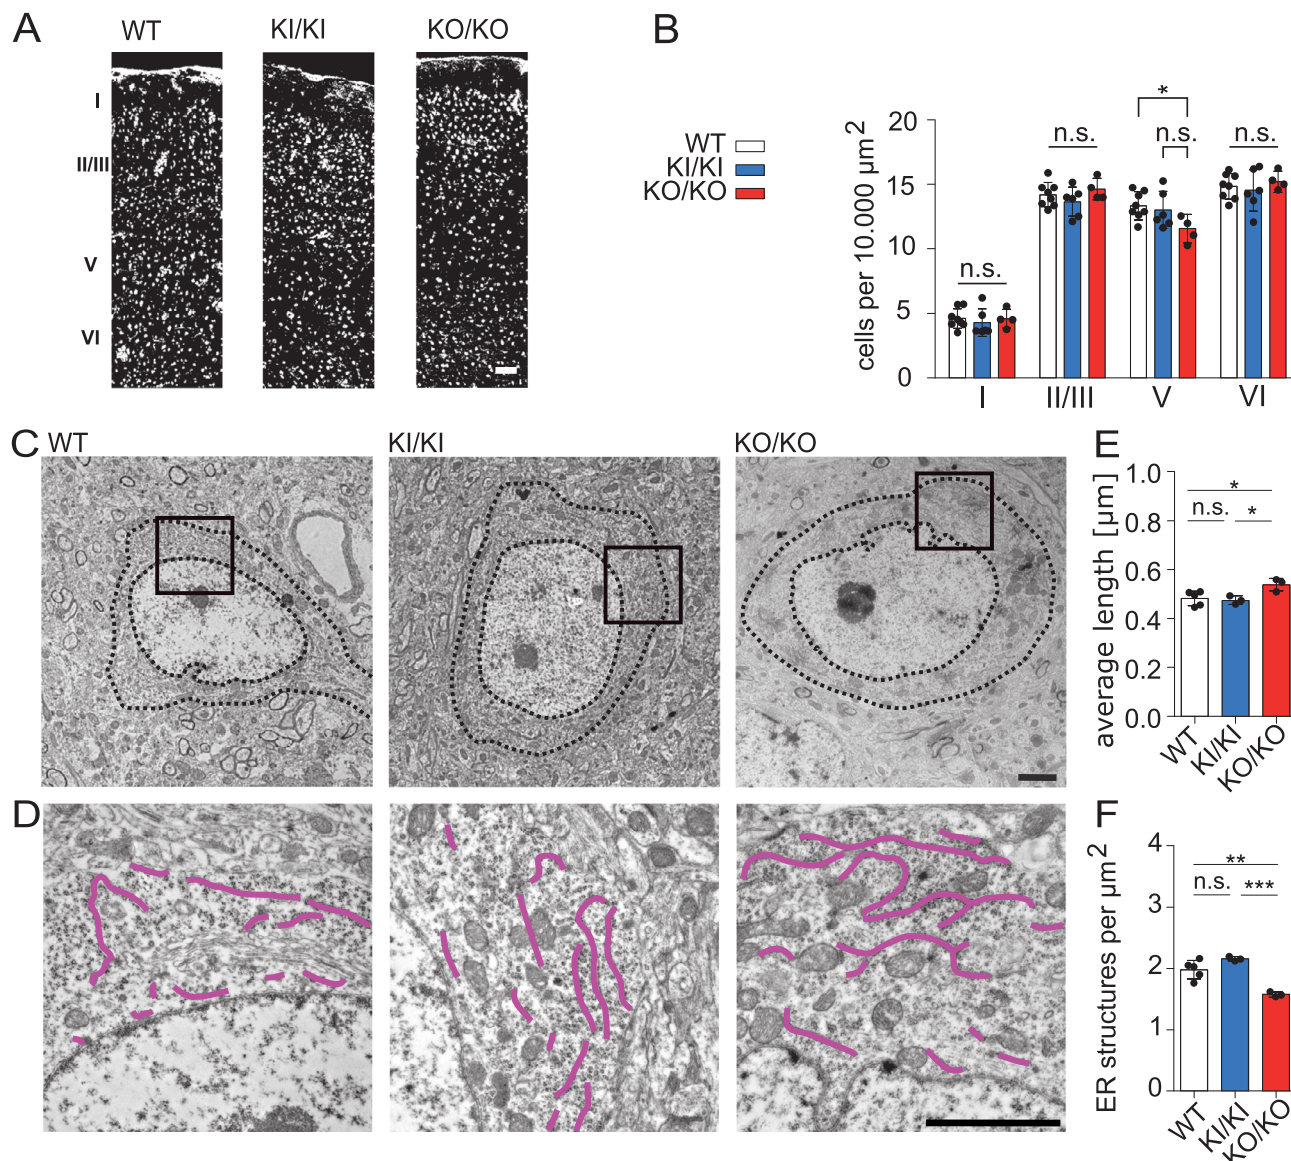 A
WT
KI/KI
KO/KO
I
II/III
V
VI
B
WT
KI/KI
KO/KO
cells per 10.000 µm²
20
15
10
5
0
n.s.
n.s.
*
n.s.
n.s.
I
II/III
V
VI
C
WT
KI/KI
KO/KO
D
E
average length [µm]
1.0
0.8
0.6
0.4
0.2
0.0
*
n.s.
*
WT
KI/KI
KO/KO
F
ER structures per µm²
4
3
2
1
0
**
n.s.
***
WT
KI/KI
KO/KO